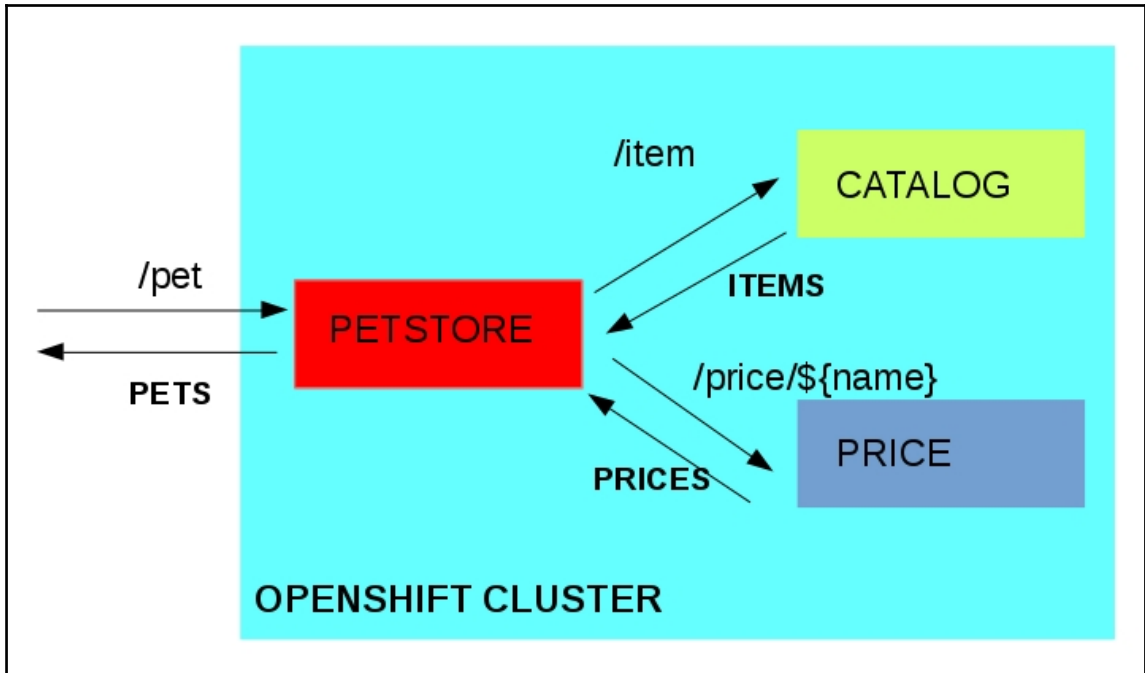 /item
CATALOG
/pet
ITEMS
PETSTORE
/price/${name}
PETS
PRICE
PRICES
OPENSHIFT CLUSTER